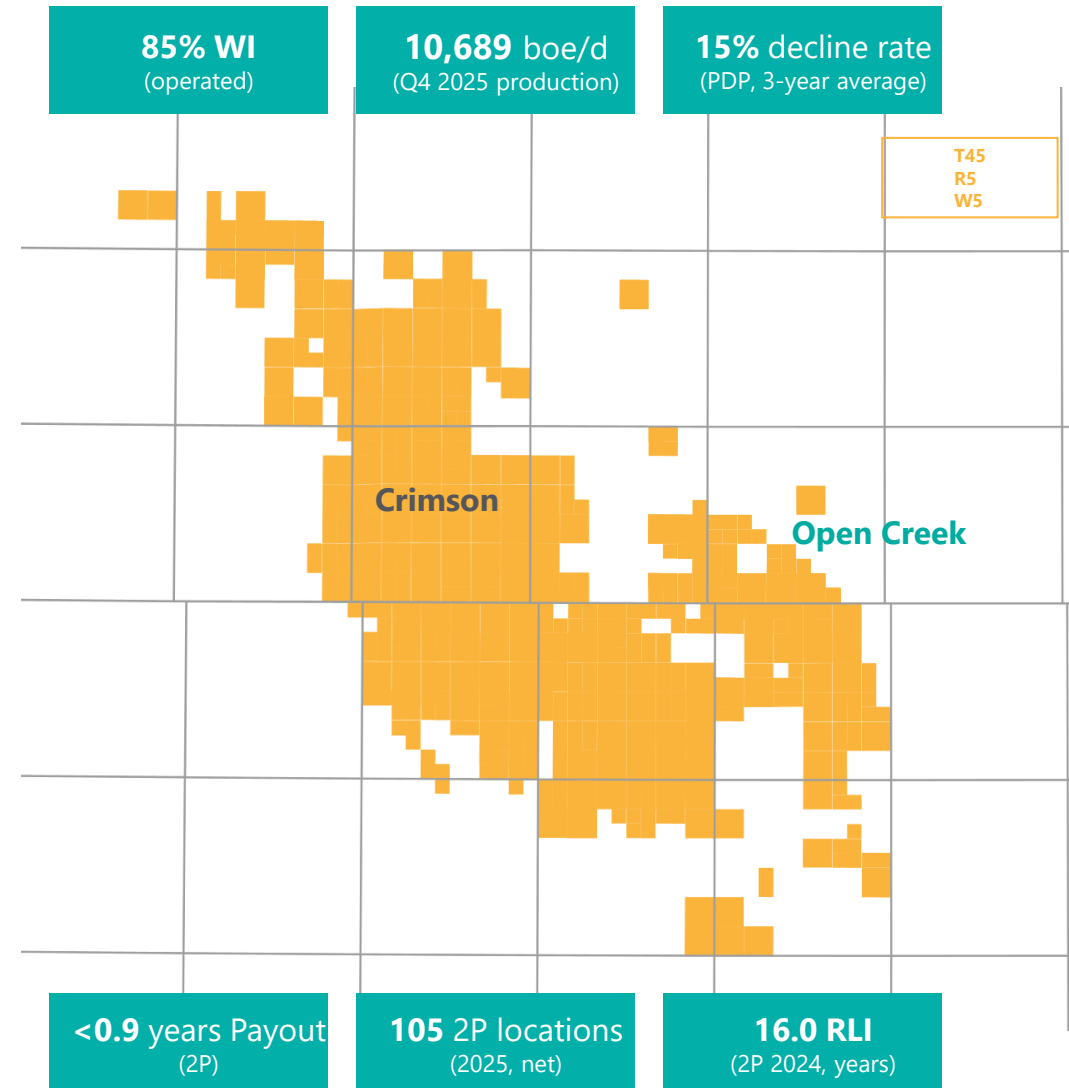 85% WI
(operated)
10,689 boe/d
(Q4 2025 production)
15% decline rate
(PDP, 3-year average)
T45
R5
W5
Crimson
Open Creek
<0.9 years Payout
(2P)
105 2P locations
(2025, net)
16.0 RLI
(2P 2024, years)